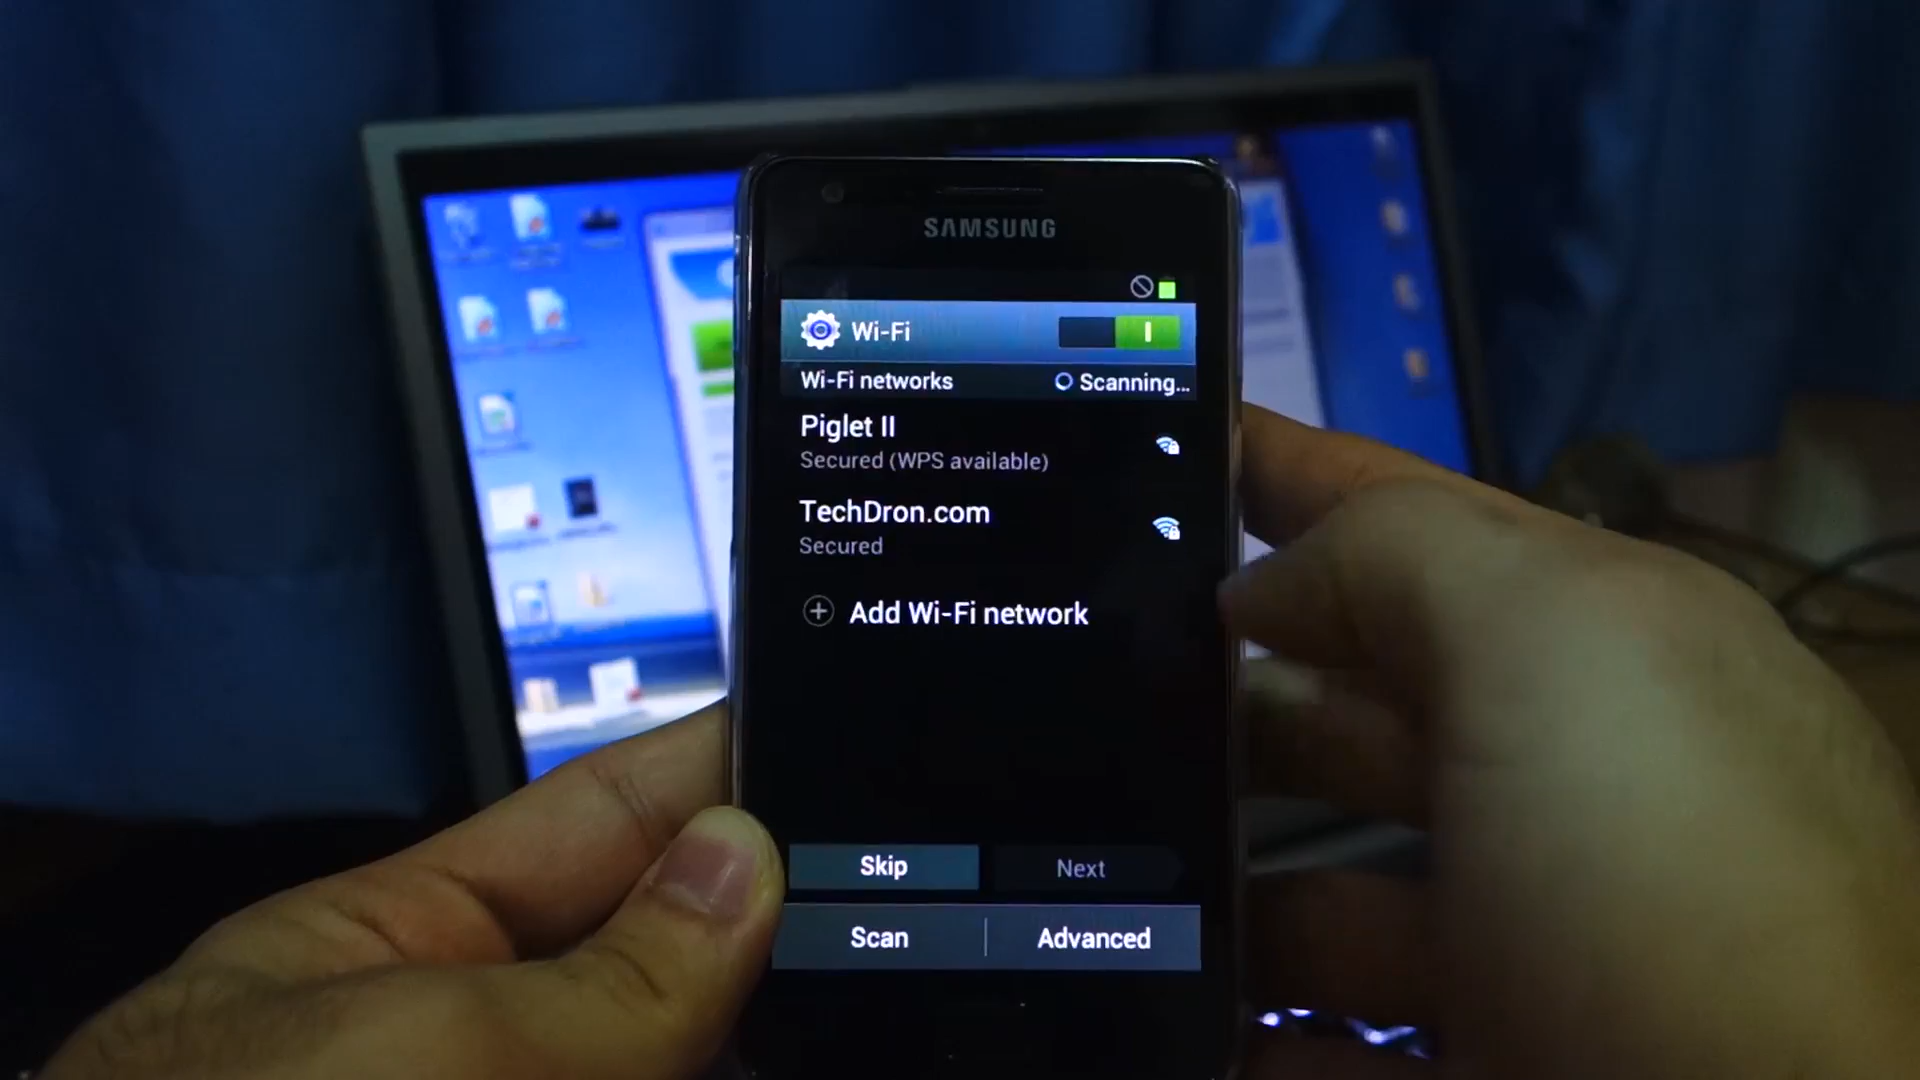 SAMSUNG
Wi-Fi
Wi-Fi networks
Scanning...
Piglet II
Secured (WPS available)
TechDron.com
Secured
Add Wi-Fi network
Skip
Next
Scan
Advanced